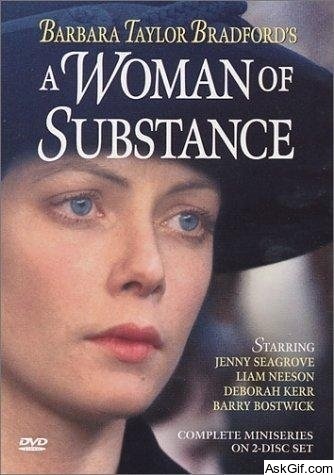 BARBARA TAYLOR BRADFORD'S
A WOMAN OF
SUBSTANCE
STARRING
JENNY SEAGROVE
LIAM NEESON
DEBORAH KERR
BARRY BOSTWICK
COMPLETE MINISERIES
ON 2-DISC SET
DVD
AskGif.com